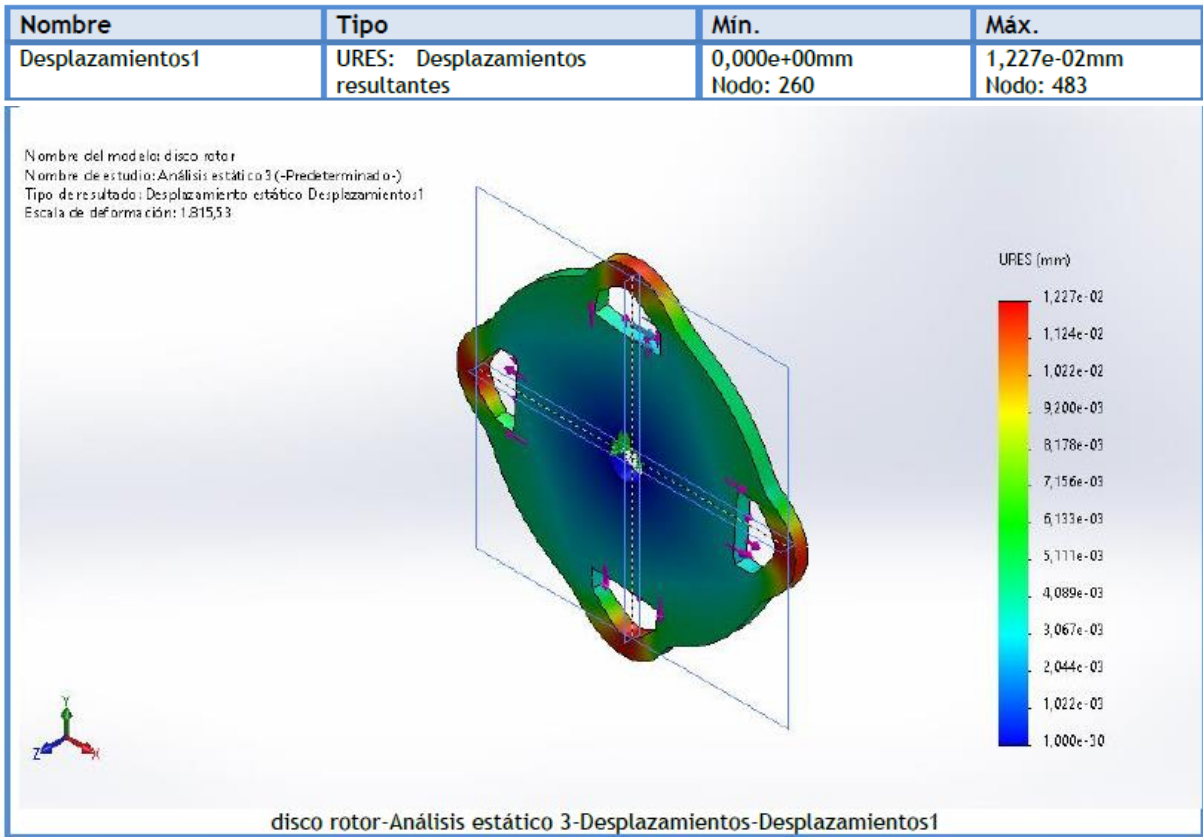 Nombre Tipo Mín. Máx.
Desplazamientos1 URES: Desplazamientos 0,000e+00mm 1,227e-02mm
resultantes Nodo: 260 Nodo: 483
Nombre del modelo: disco rotor
Nombre de estudio: Análisis estático 3 (-Predeterminado-)
Tipo de resultado: Desplazamiento estático Desplazamientos1
Escala de deformación: 1.815,53
URES (mm)
1,227e-02
1,124e-02
1,022e-02
9,200e-03
8,178e-03
7,156e-03
6,133e-03
5,111e-03
4,089e-03
3,067e-03
2,044e-03
1,022e-03
1,000e-30
Y
Z
X
disco rotor-Análisis estático 3-Desplazamientos-Desplazamientos1